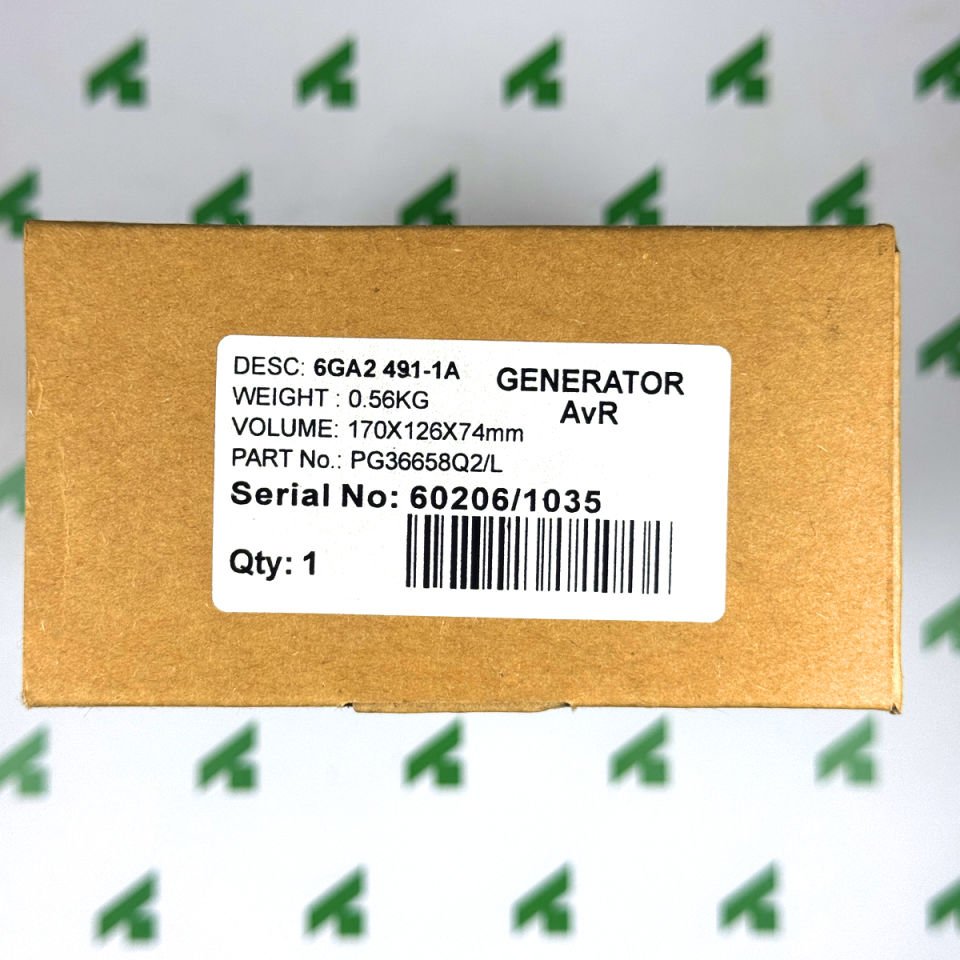 DESC: 6GA2 491-1A
GENERATOR
AvR
WEIGHT : 0.56KG
VOLUME: 170X126X74mm
PART No.: PG36658Q2/L
Serial No: 60206/1035
Qty: 1